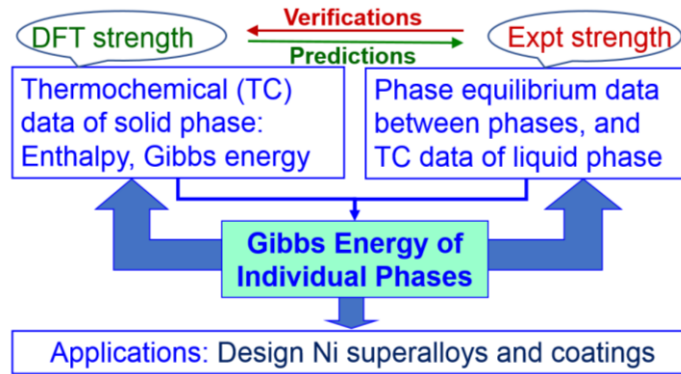 Verifications
DFT strength
Expt strength
Predictions
Thermochemical (TC)
data of solid phase:
Enthalpy, Gibbs energy
Phase equilibrium data
between phases, and
TC data of liquid phase
Gibbs Energy of
Individual Phases
Applications: Design Ni superalloys and coatings